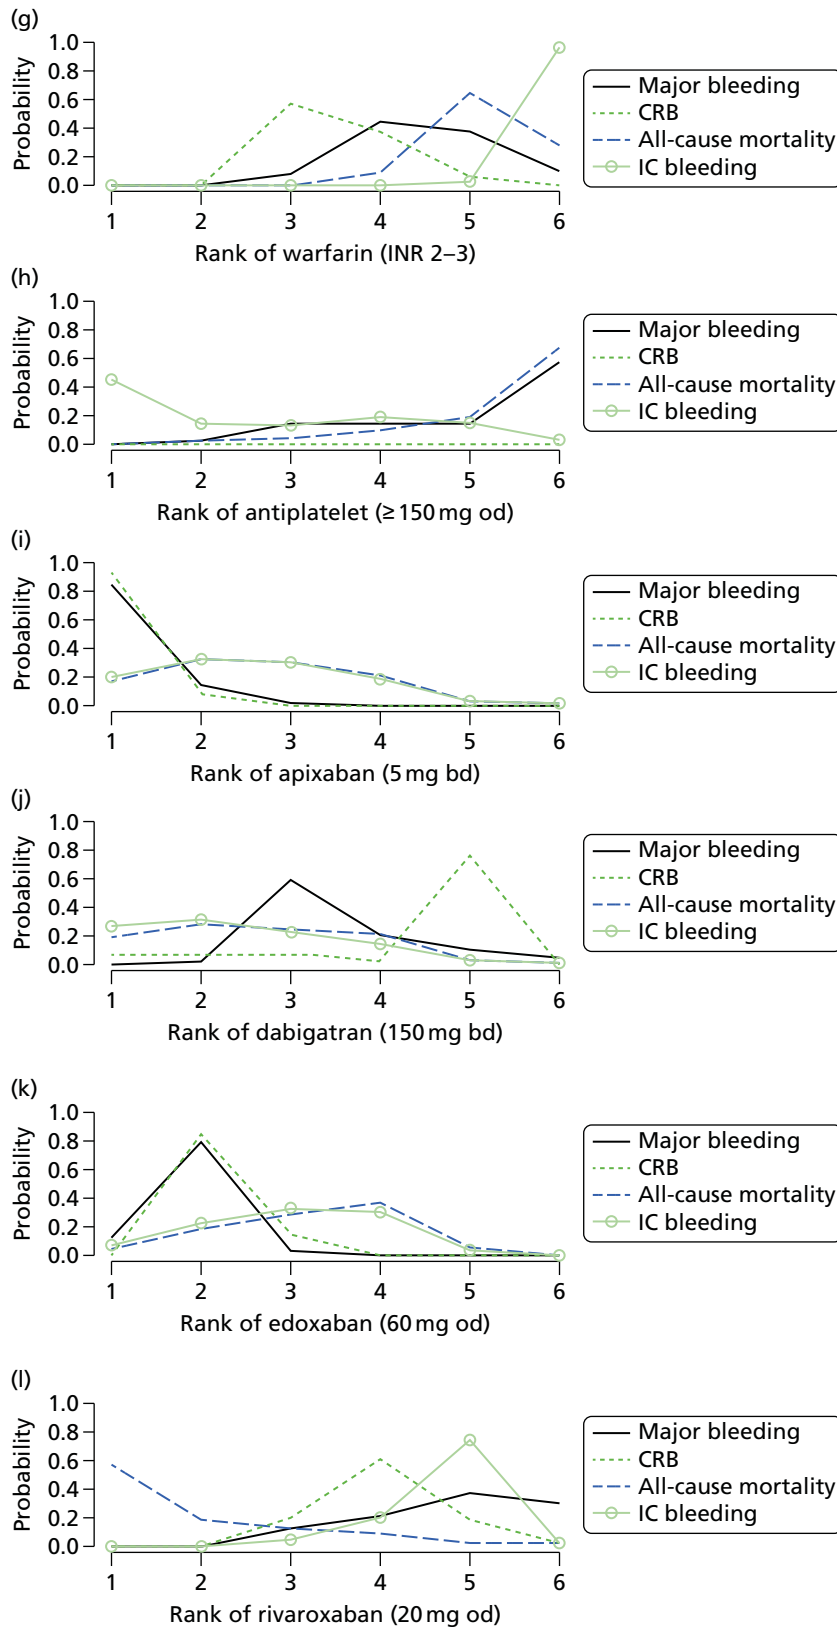 (g)
Probability
1.0
0.8
0.6
0.4
0.2
0.0
1 2 3 4 5 6
Rank of warfarin (INR 2–3)
Major bleeding
CRB
All-cause mortality
IC bleeding
(h)
Probability
1.0
0.8
0.6
0.4
0.2
0.0
1 2 3 4 5 6
Rank of antiplatelet (≥ 150 mg od)
Major bleeding
CRB
All-cause mortality
IC bleeding
(i)
Probability
1.0
0.8
0.6
0.4
0.2
0.0
1 2 3 4 5 6
Rank of apixaban (5 mg bd)
Major bleeding
CRB
All-cause mortality
IC bleeding
(j)
Probability
1.0
0.8
0.6
0.4
0.2
0.0
1 2 3 4 5 6
Rank of dabigatran (150 mg bd)
Major bleeding
CRB
All-cause mortality
IC bleeding
(k)
Probability
1.0
0.8
0.6
0.4
0.2
0.0
1 2 3 4 5 6
Rank of edoxaban (60 mg od)
Major bleeding
CRB
All-cause mortality
IC bleeding
(l)
Probability
1.0
0.8
0.6
0.4
0.2
0.0
1 2 3 4 5 6
Rank of rivaroxaban (20 mg od)
Major bleeding
CRB
All-cause mortality
IC bleeding